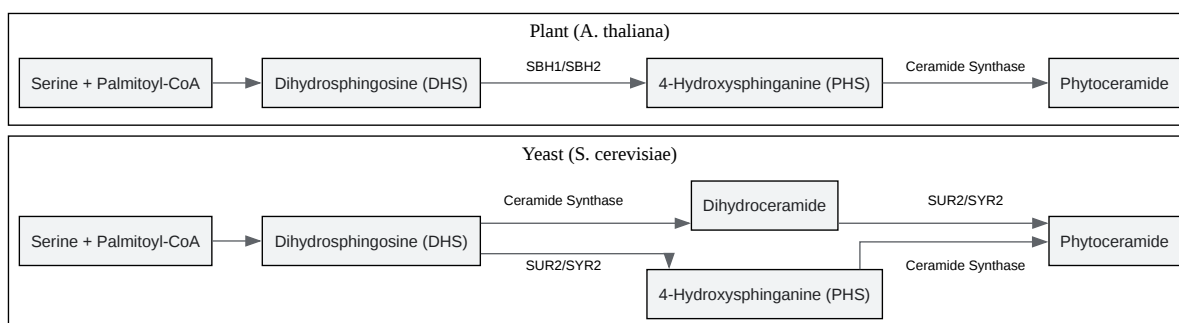 Plant (A. thaliana)
Serine + Palmitoyl-CoA
Dihydrosphingosine (DHS)
SBH1/SBH2
4-Hydroxysphinganine (PHS)
Ceramide Synthase
Phytoceramide
Yeast (S. cerevisiae)
Serine + Palmitoyl-CoA
Dihydrosphingosine (DHS)
Ceramide Synthase
Dihydroceramide
SUR2/SYR2
SUR2/SYR2
4-Hydroxysphinganine (PHS)
Ceramide Synthase
Phytoceramide